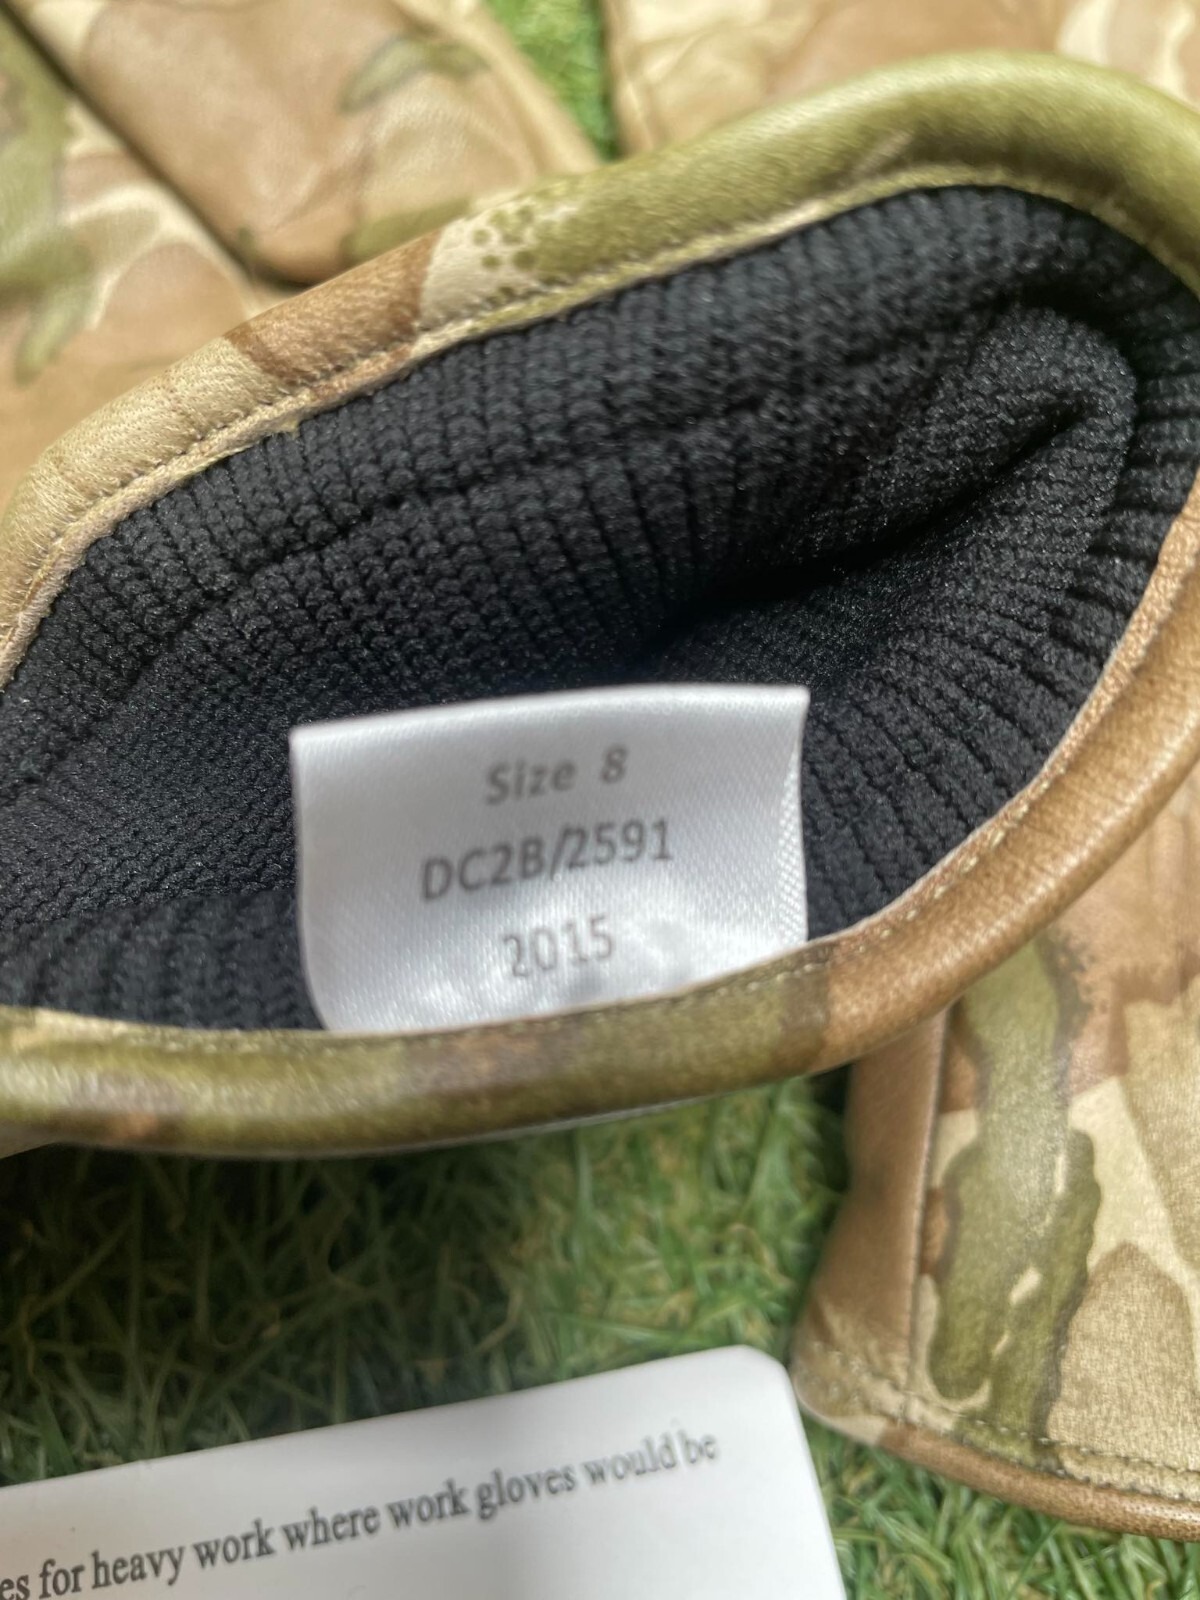 Size 8
DC2B/2591
2015
es for heavy work where work gloves would be